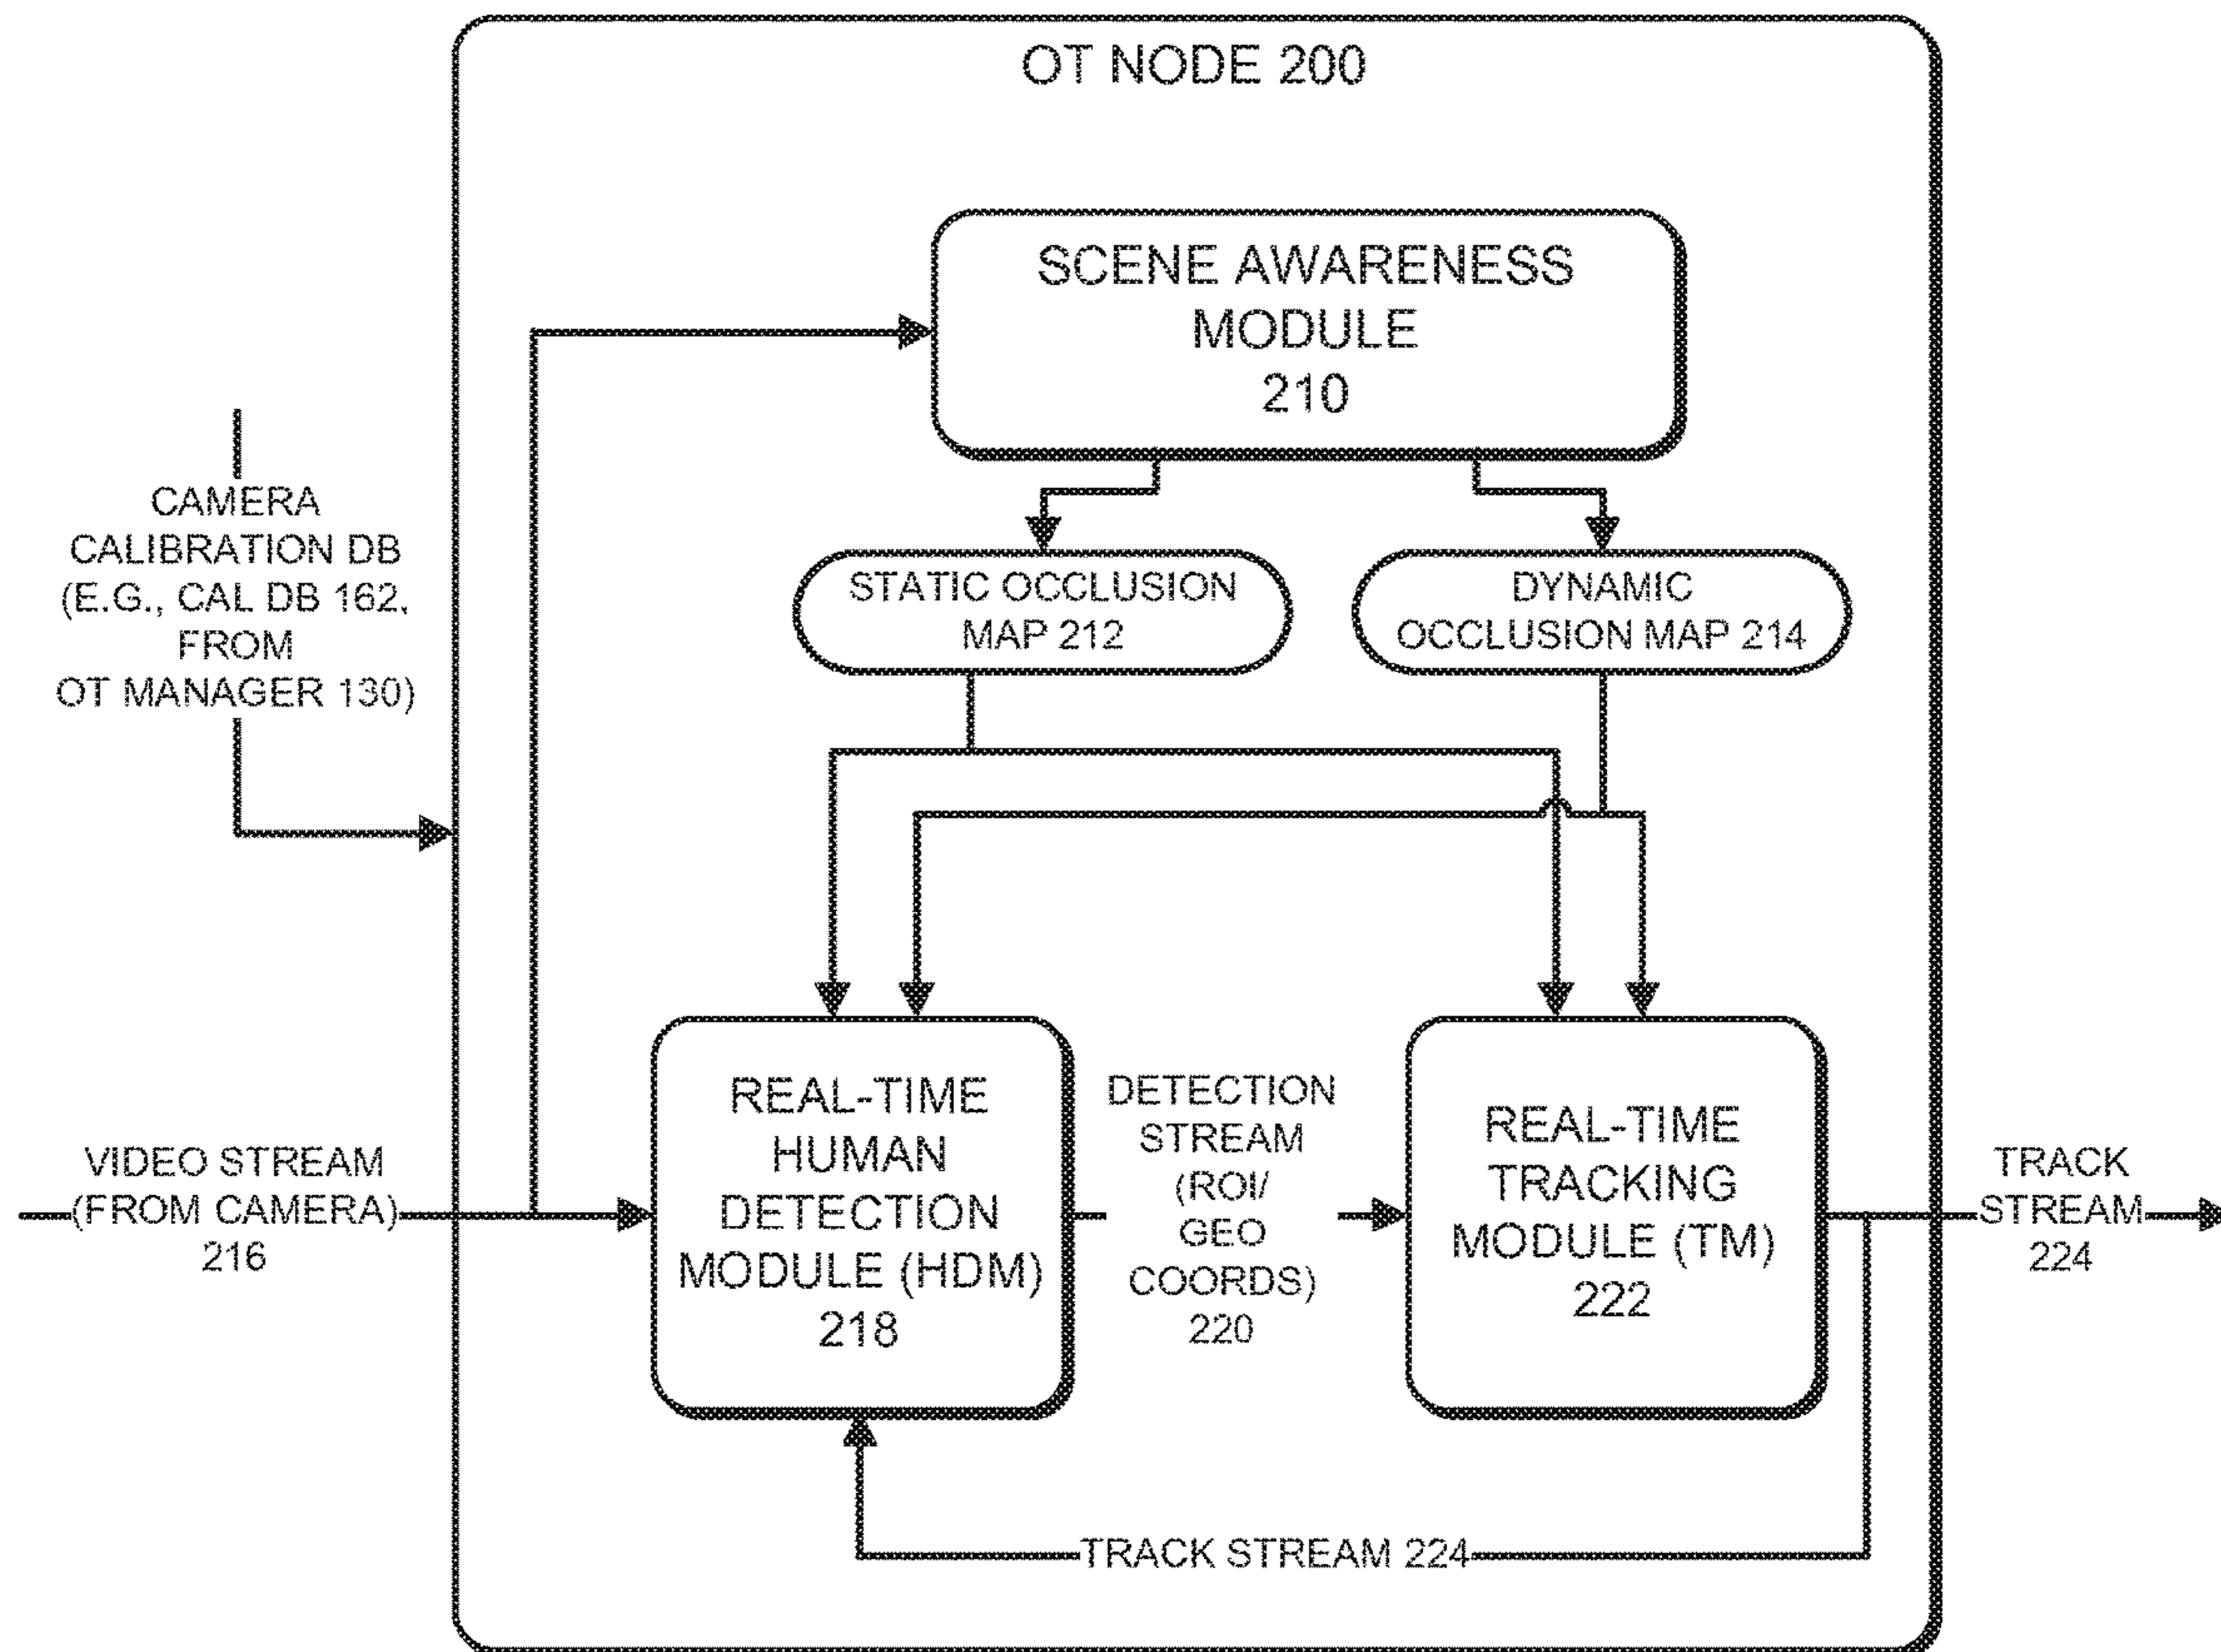 OT NODE 200
SCENE AWARENESS
MODULE
210
CAMERA
CALIBRATION DB
(E.G., CAL DB 162,
FROM
OT MANAGER 130)
STATIC OCCLUSION
MAP 212
DYNAMIC
OCCLUSION MAP 214
VIDEO STREAM
(FROM CAMERA)
216
REAL-TIME
HUMAN
DETECTION
MODULE (HDM)
218
DETECTION
STREAM
(ROI/
GEO
COORDS)
220
REAL-TIME
TRACKING
MODULE (TM)
222
TRACK
STREAM
224
TRACK STREAM 224